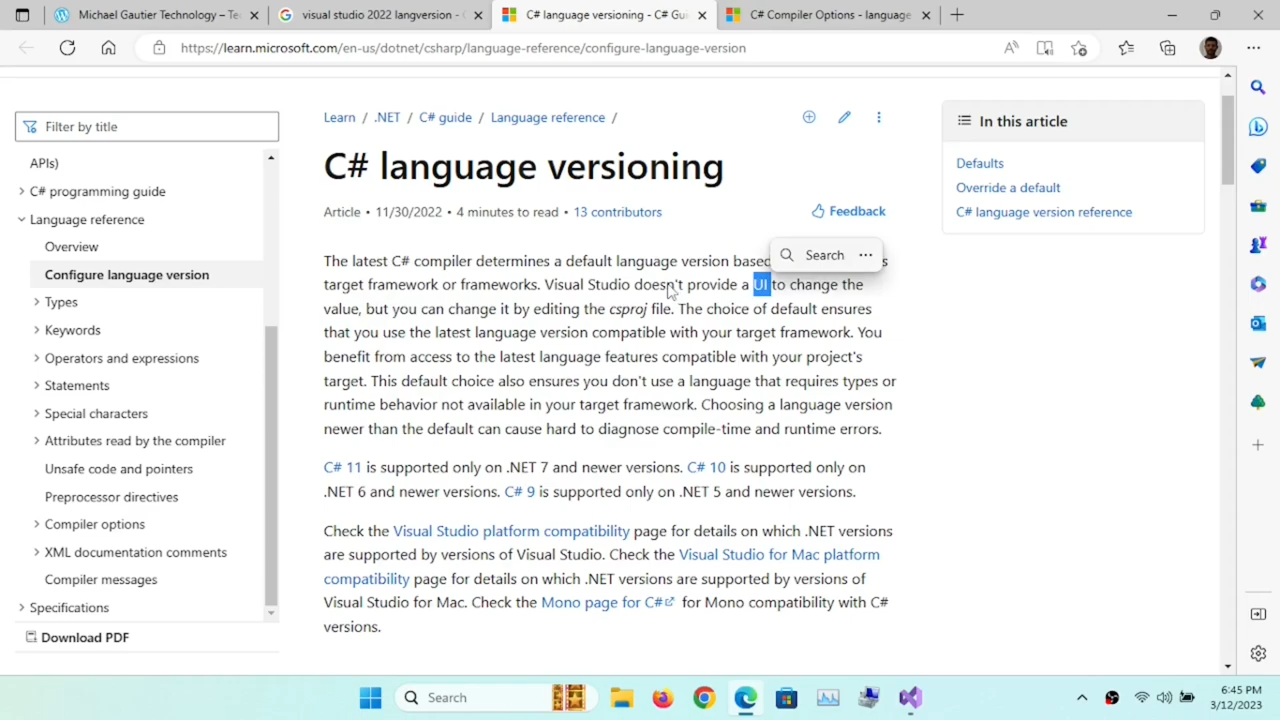 Michael Gautier Technology – Te
visual studio 2022 langversion - G
C# language versioning - C# Gui
C# Compiler Options - language
https://learn.microsoft.com/en-us/dotnet/csharp/language-reference/configure-language-version
Filter by title
APIs)
C# programming guide
Language reference
Overview
Configure language version
Types
Keywords
Operators and expressions
Statements
Special characters
Attributes read by the compiler
Unsafe code and pointers
Preprocessor directives
Compiler options
XML documentation comments
Compiler messages
Specifications
Download PDF
Learn / .NET / C# guide / Language reference /
C# language versioning
Article • 11/30/2022 • 4 minutes to read • 13 contributors
Feedback
Search
The latest C# compiler determines a default language version based
target framework or frameworks. Visual Studio doesn't provide a UI to change the
value, but you can change it by editing the csproj file. The choice of default ensures
that you use the latest language version compatible with your target framework. You
benefit from access to the latest language features compatible with your project's
target. This default choice also ensures you don't use a language that requires types or
runtime behavior not available in your target framework. Choosing a language version
newer than the default can cause hard to diagnose compile-time and runtime errors.
C# 11 is supported only on .NET 7 and newer versions. C# 10 is supported only on
.NET 6 and newer versions. C# 9 is supported only on .NET 5 and newer versions.
Check the Visual Studio platform compatibility page for details on which .NET versions
are supported by versions of Visual Studio. Check the Visual Studio for Mac platform
compatibility page for details on which .NET versions are supported by versions of
Visual Studio for Mac. Check the Mono page for C# for Mono compatibility with C#
versions.
In this article
Defaults
Override a default
C# language version reference
Search
6:45 PM
3/12/2023